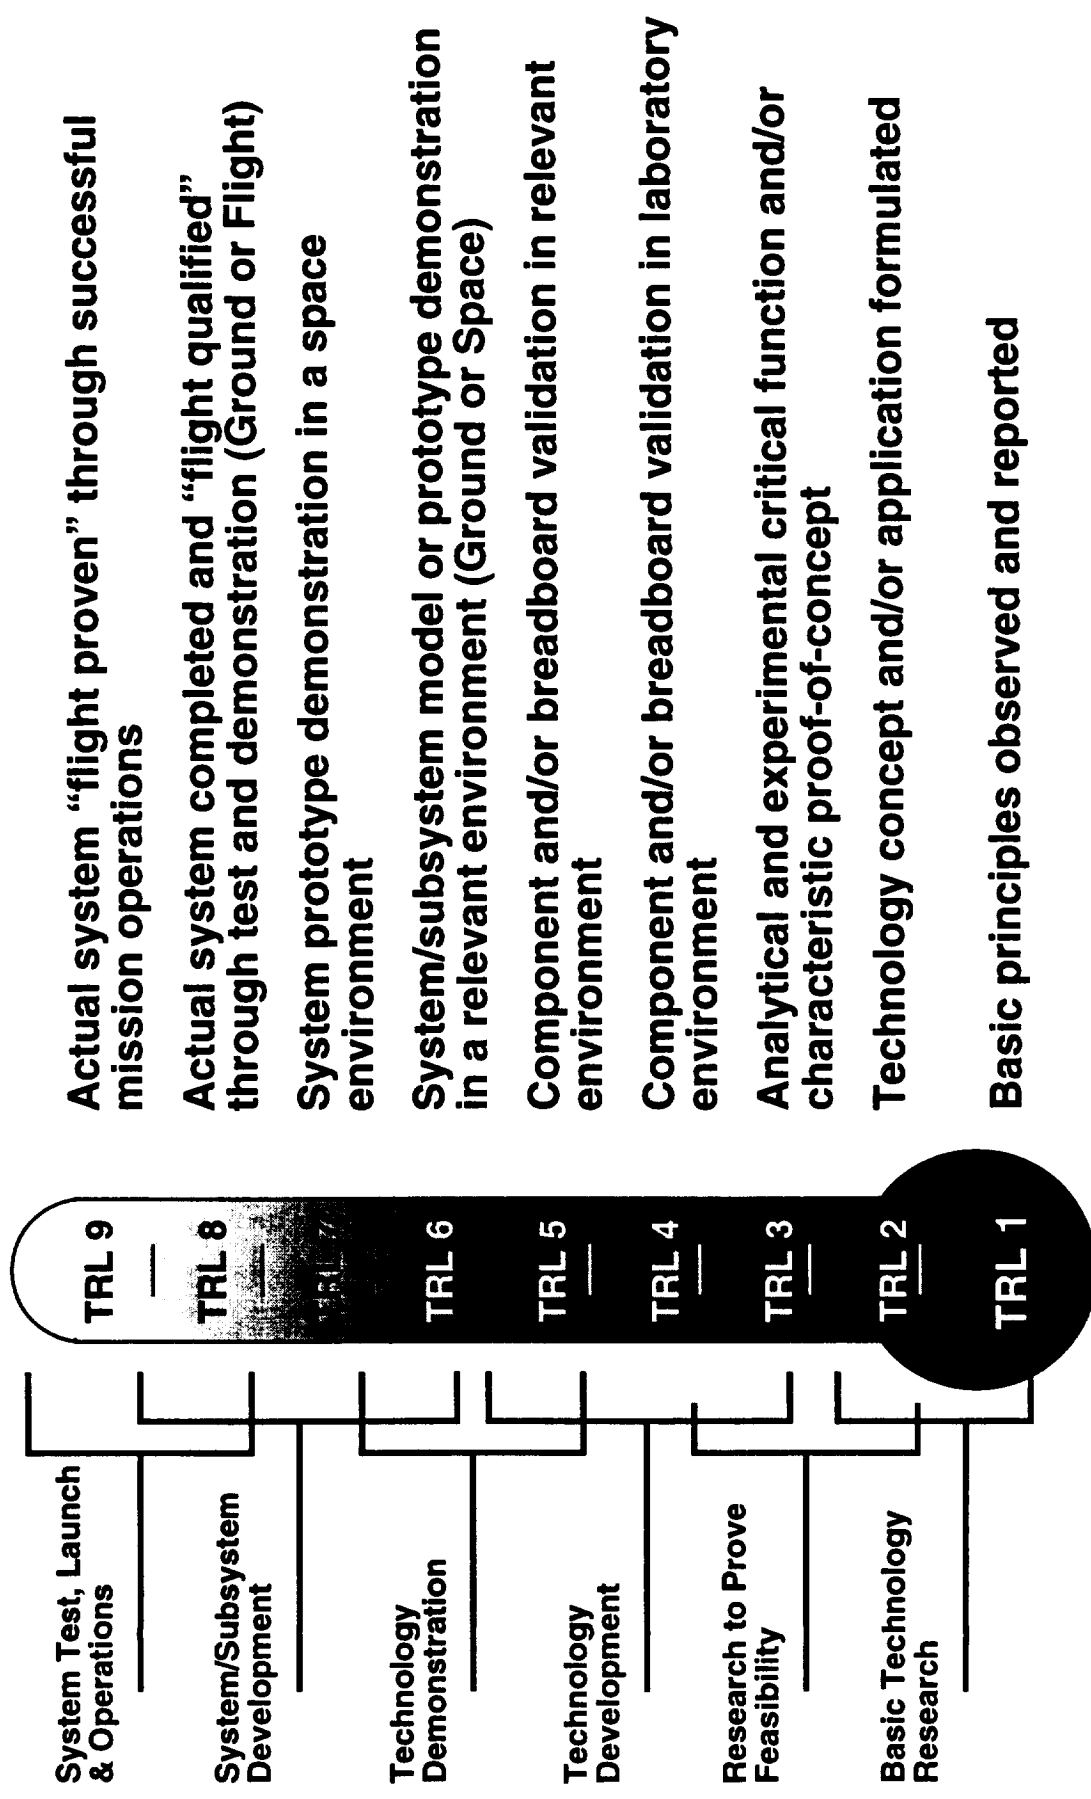 System Test, Launch
& Operations
System/Subsystem
Development
Technology
Demonstration
Technology
Development
Research to Prove
Feasibility
Basic Technology
Research
TRL 9
TRL 8
TRL 7
TRL 6
TRL 5
TRL 4
TRL 3
TRL 2
TRL 1
Actual system “flight proven” through successful
mission operations
Actual system completed and “flight qualified”
through test and demonstration (Ground or Flight)
System prototype demonstration in a space
environment
System/subsystem model or prototype demonstration
in a relevant environment (Ground or Space)
Component and/or breadboard validation in relevant
environment
Component and/or breadboard validation in laboratory
environment
Analytical and experimental critical function and/or
characteristic proof-of-concept
Technology concept and/or application formulated
Basic principles observed and reported